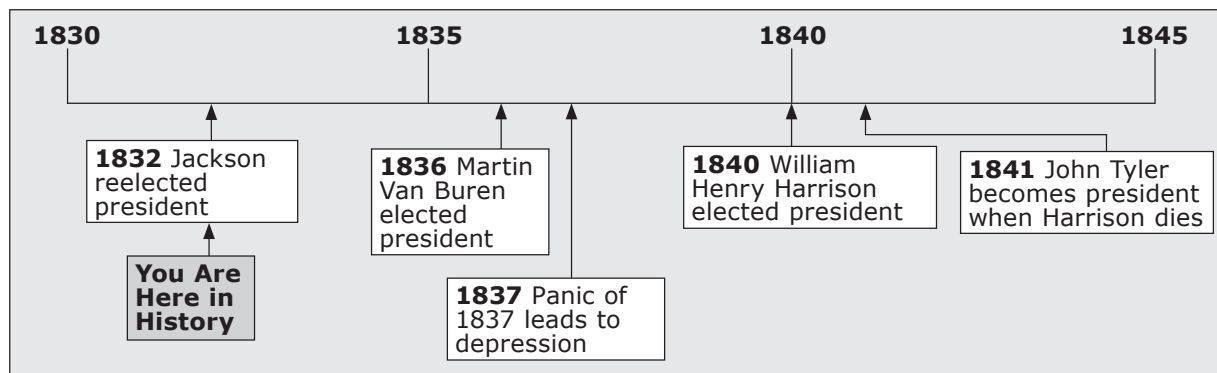 1830 1835 1840 1845
1832 Jackson
reelected
president
You Are
Here in
History
1836 Martin
Van Buren
elected
president
1837 Panic of
1837 leads to
depression
1840 William
Henry Harrison
elected president
1841 John Tyler
becomes president
when Harrison dies